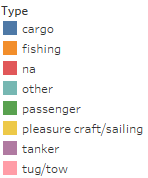 Type
cargo
fishing
na
other
passenger
pleasure craft/sailing
tanker
tug/tow